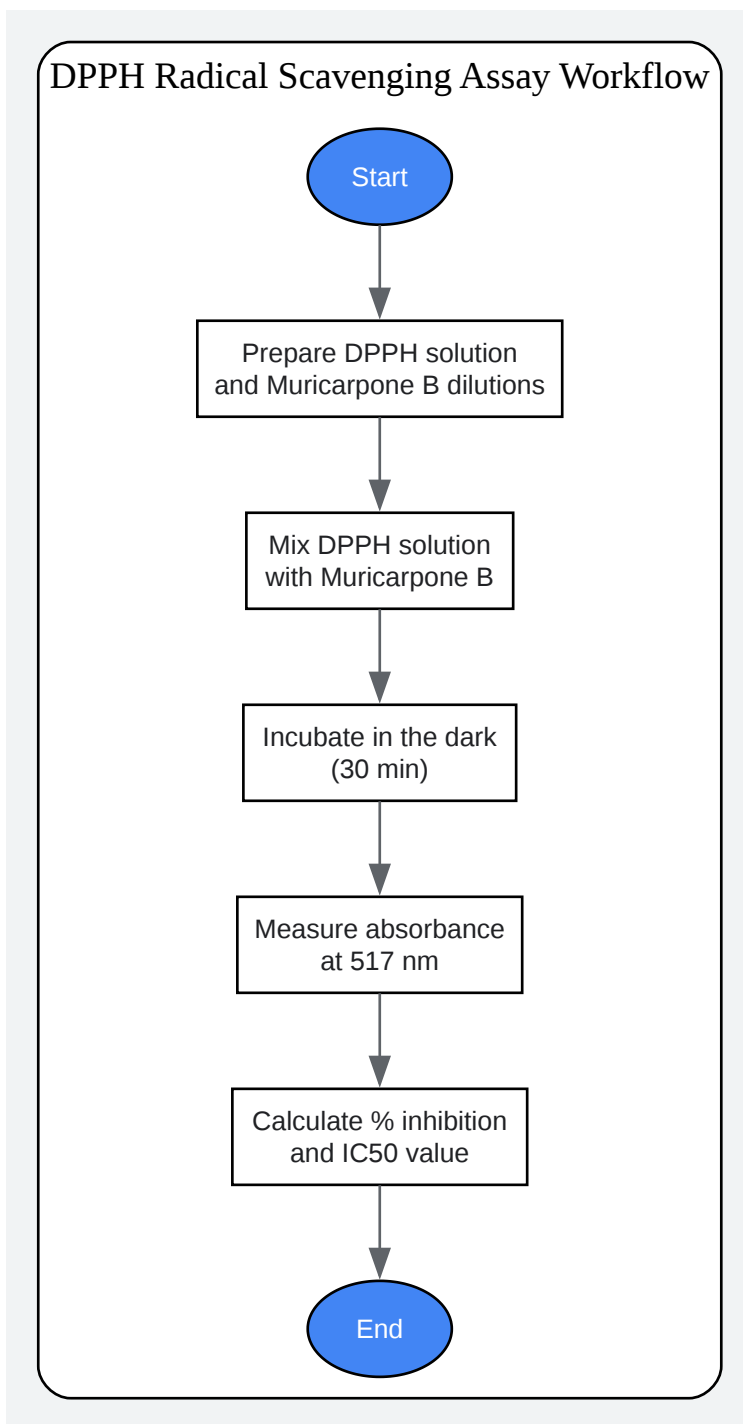 DPPH Radical Scavenging Assay Workflow
Start
Prepare DPPH solution
and Muricarpone B dilutions
Mix DPPH solution
with Muricarpone B
Incubate in the dark
(30 min)
Measure absorbance
at 517 nm
Calculate % inhibition
and IC50 value
End